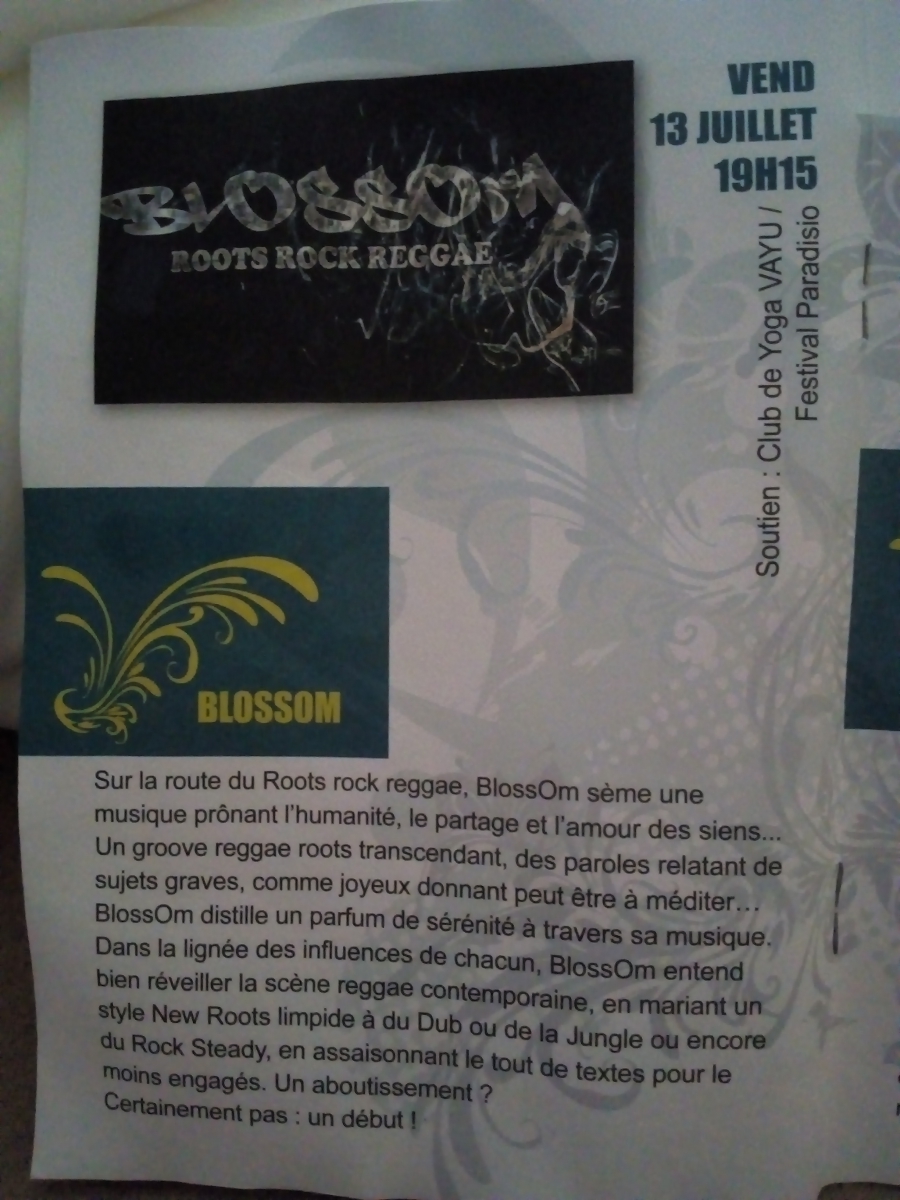 BLOSSOM
ROOTS ROCK REGGAE
VEND
13 JUILLET
19H15
Soutien : Club de Yoga VAYU /
Festival Paradisio
BLOSSOM
Sur la route du Roots rock reggae, BlossOm sème une
musique prônant l'humanité, le partage et l'amour des siens...
Un groove reggae roots transcendant, des paroles relatant de
sujets graves, comme joyeux donnant peut être à méditer…
BlossOm distille un parfum de sérénité à travers sa musique.
Dans la lignée des influences de chacun, BlossOm entend
bien réveiller la scène reggae contemporaine, en mariant un
style New Roots limpide à du Dub ou de la Jungle ou encore
du Rock Steady, en assaisonnant le tout de textes pour le
moins engagés. Un aboutissement ?
Certainement pas : un début !